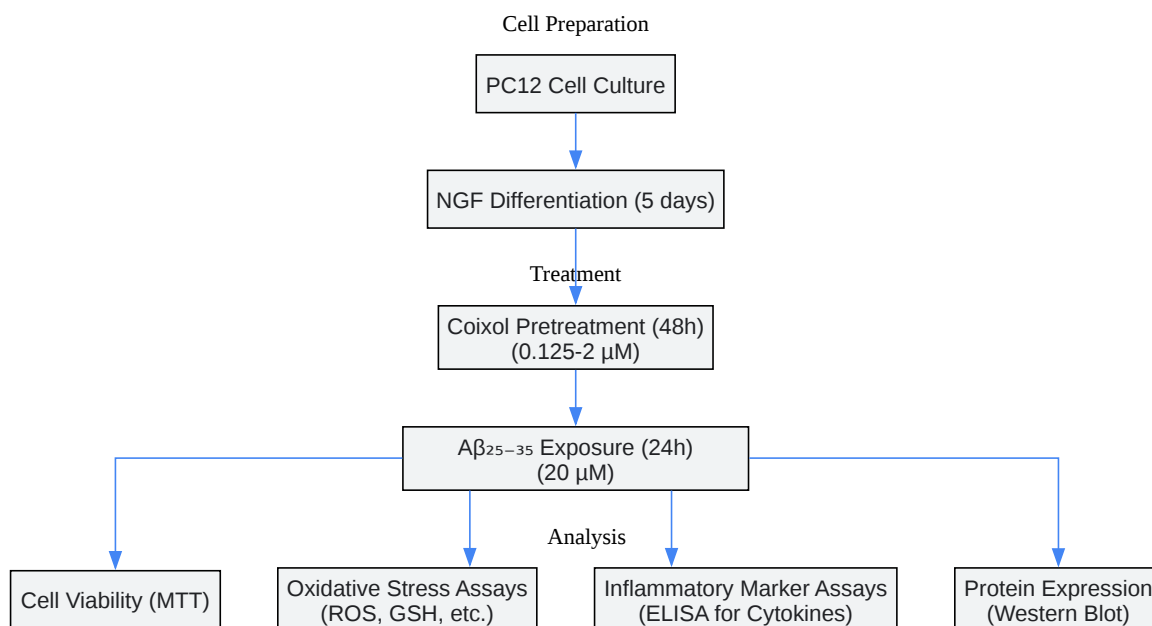 Cell Preparation
PC12 Cell Culture
NGF Differentiation (5 days)
Treatment
Coixol Pretreatment (48h)
(0.125-2 µM)
Aβ₂₅₋₃₅ Exposure (24h)
(20 µM)
Analysis
Cell Viability (MTT)
Oxidative Stress Assays
(ROS, GSH, etc.)
Inflammatory Marker Assays
(ELISA for Cytokines)
Protein Expression
(Western Blot)